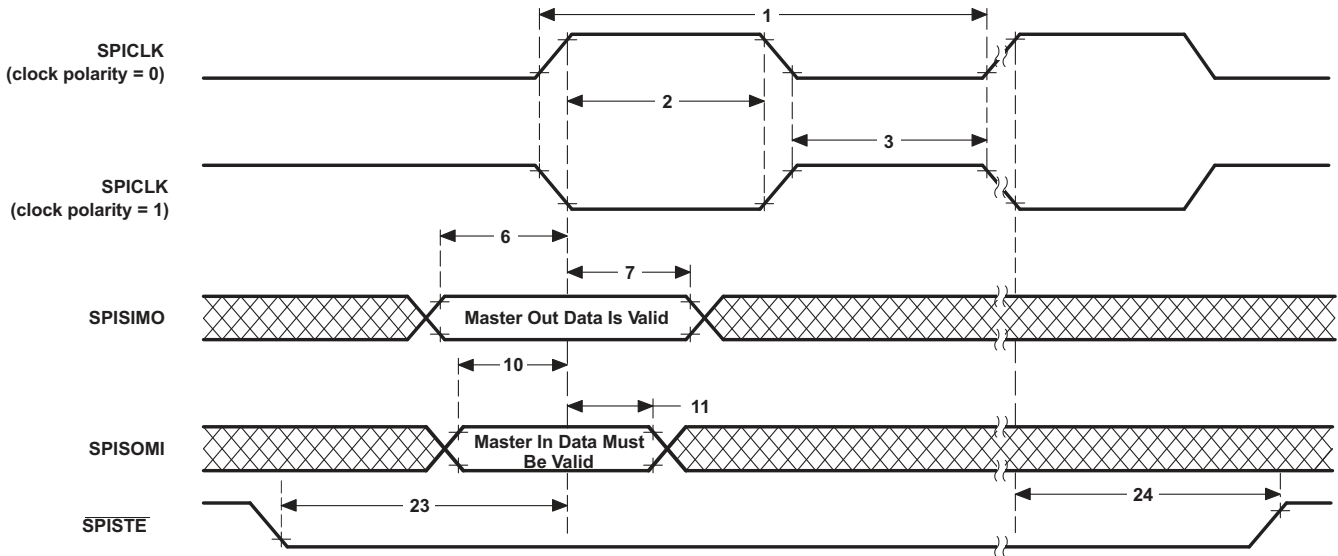 1
SPICLK
(clock polarity = 0)
2
3
SPICLK
(clock polarity = 1)
6
7
SPISIMO
Master Out Data Is Valid
10
11
SPISOMI
Master In Data Must
Be Valid
23
24
SPISTE